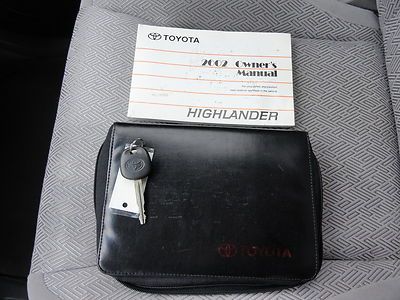 TOYOTA
2002 Owner's
Manual
HIGHLANDER
TOYOTA